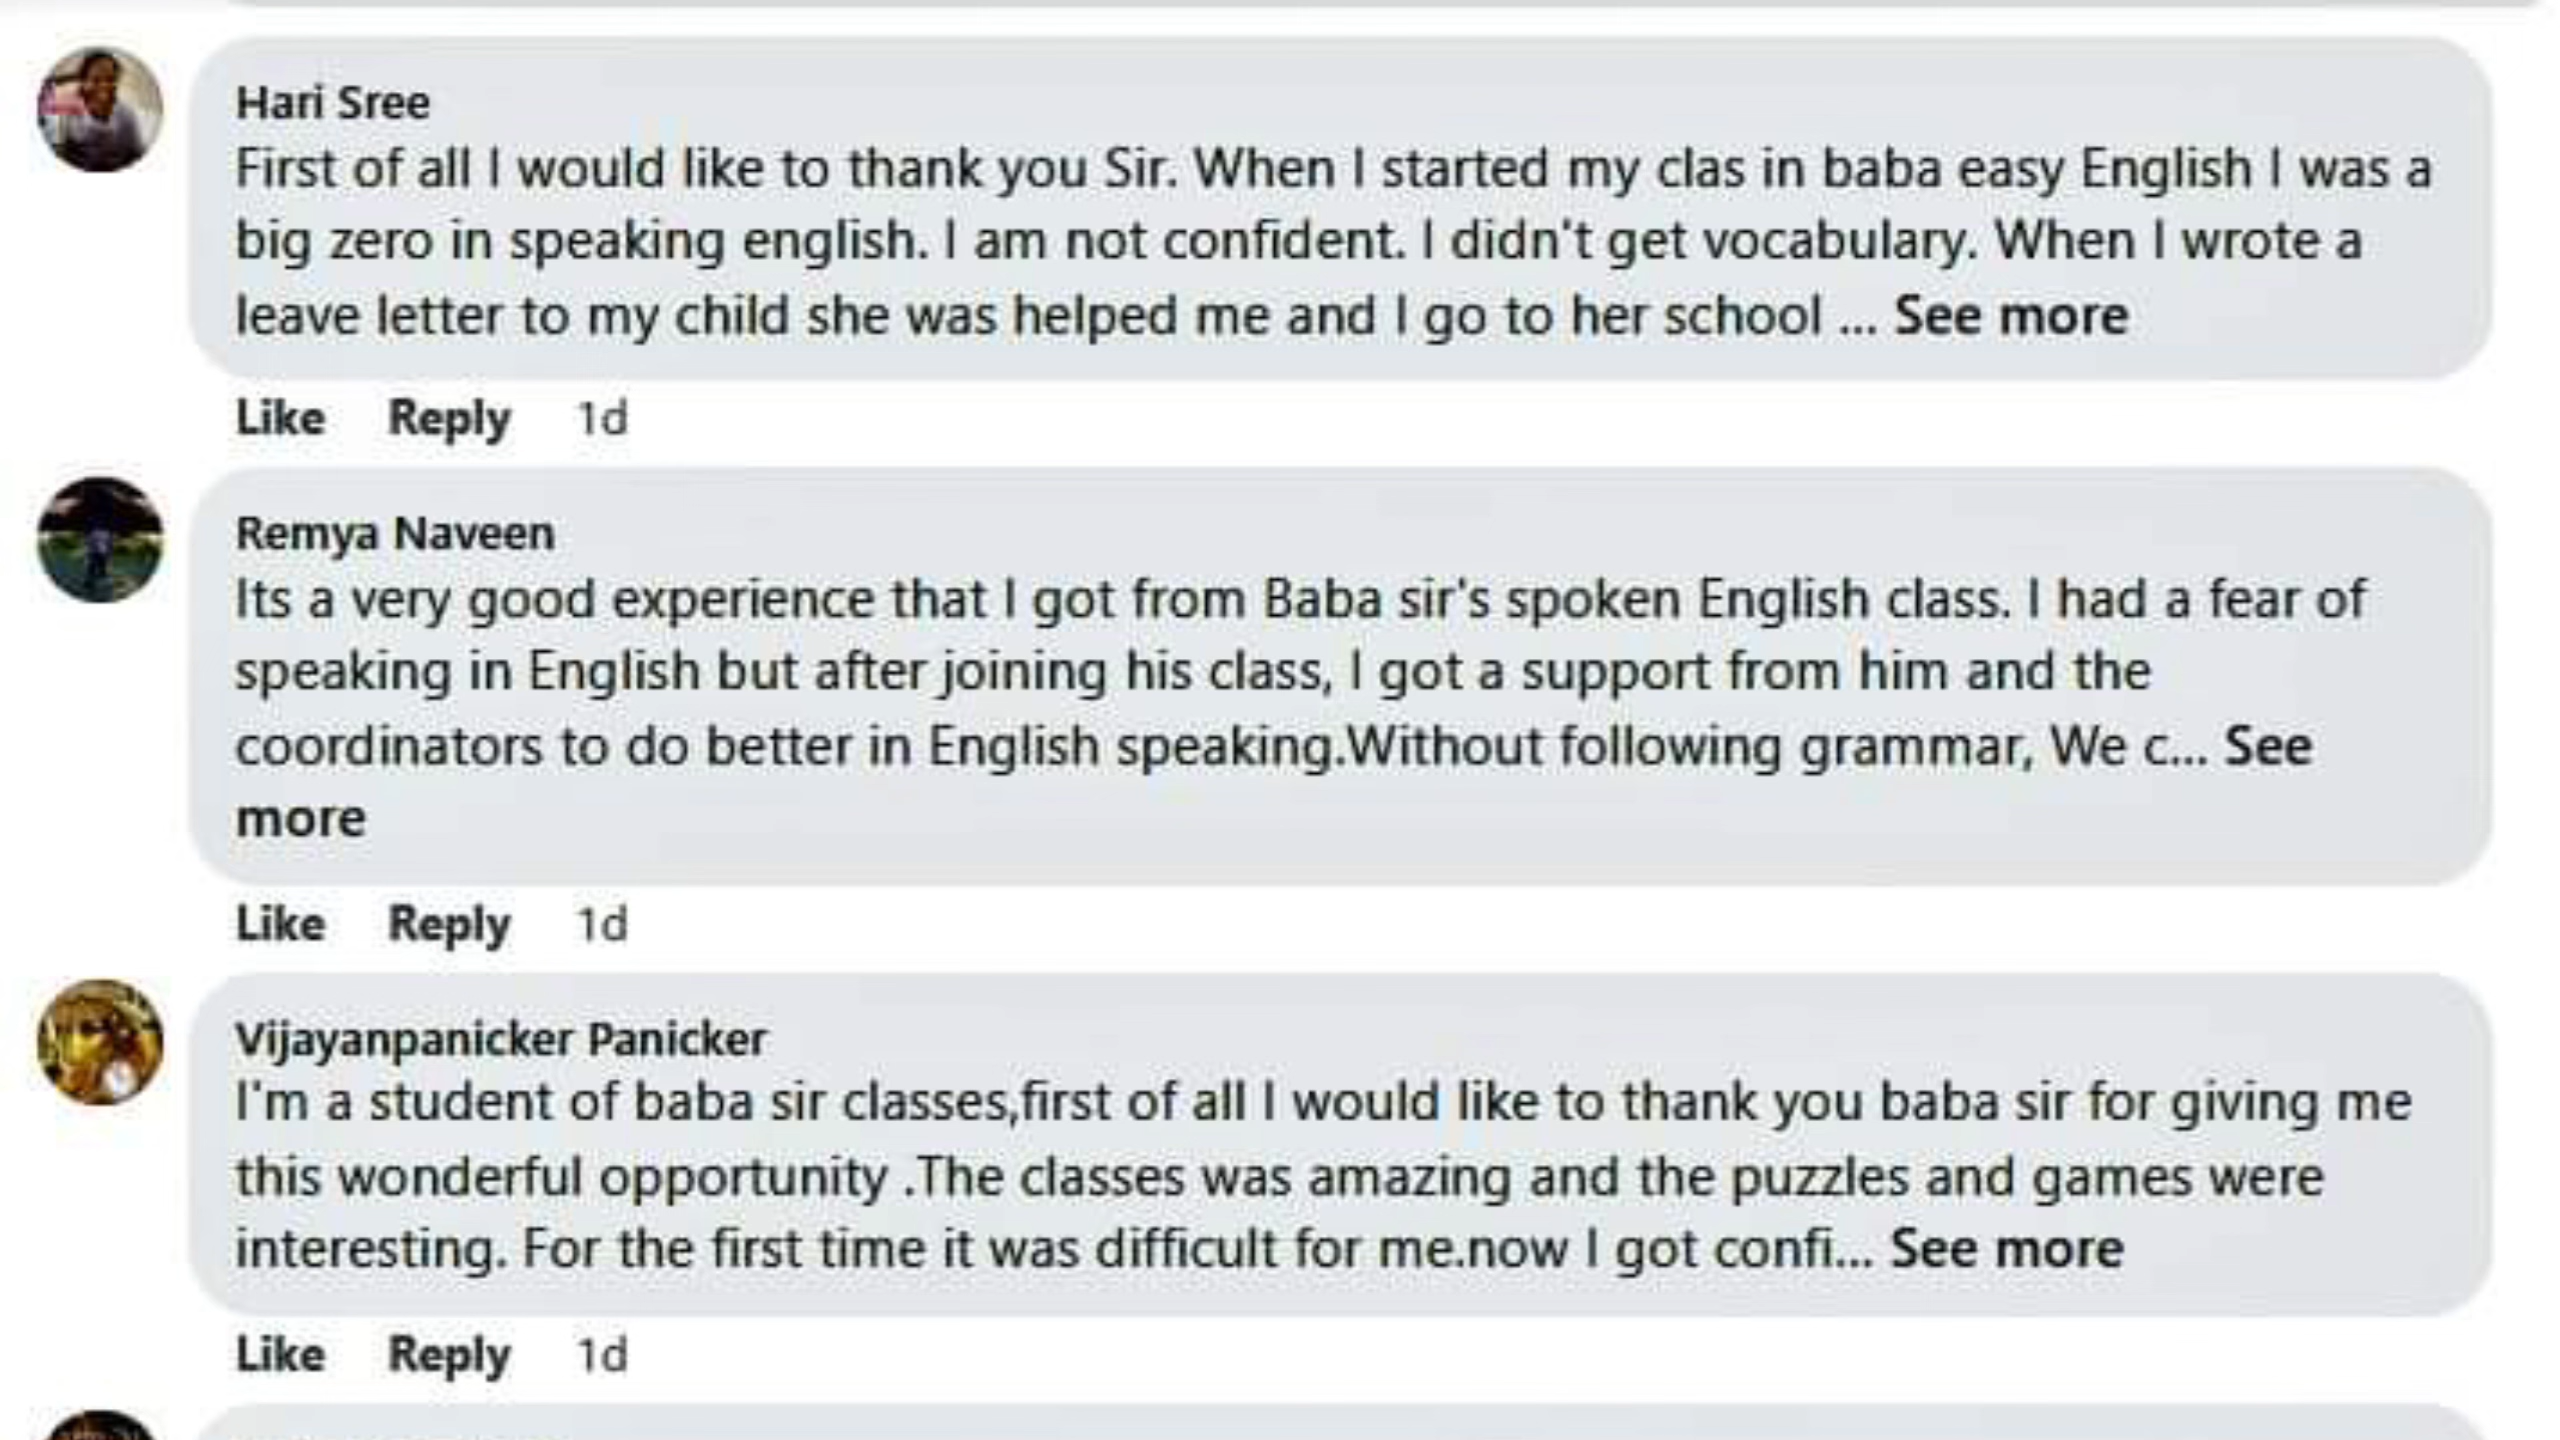 Hari Sree
First of all I would like to thank you Sir. When I started my clas in baba easy English I was a
big zero in speaking english. I am not confident. I didn't get vocabulary. When I wrote a
leave letter to my child she was helped me and I go to her school ... See more
Like Reply 1d
Remya Naveen
Its a very good experience that I got from Baba sir's spoken English class. I had a fear of
speaking in English but after joining his class, I got a support from him and the
coordinators to do better in English speaking.Without following grammar, We c... See
more
Like Reply 1d
Vijayanpanicker Panicker
I'm a student of baba sir classes,first of all I would like to thank you baba sir for giving me
this wonderful opportunity .The classes was amazing and the puzzles and games were
interesting. For the first time it was difficult for me.now I got confi... See more
Like Reply 1d